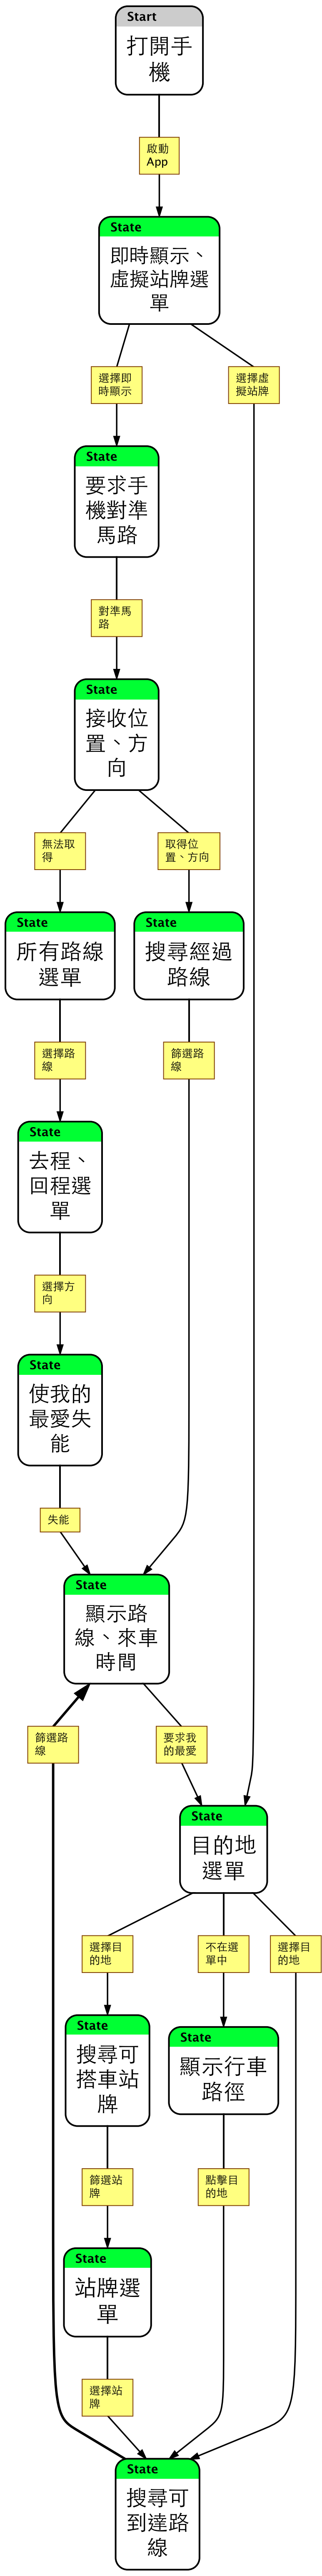 Start
打開手
機
啟動
App
State
即時顯示、
虛擬站牌選
單
選擇即
時顯示
選擇虛
擬站牌
State
要求手
機對準
馬路
對準馬
路
State
接收位
置、方
向
無法取
得
取得位
置、方向
State
所有路線
選單
State
搜尋經過
路線
選擇路
線
篩選路
線
State
去程、
回程選
單
選擇方
向
State
使我的
最愛失
能
失能
State
顯示路
線、來車
時間
篩選路
線
要求我
的最愛
State
目的地
選單
選擇目
的地
不在選
單中
選擇目
的地
State
搜尋可
搭車站
牌
State
顯示行車
路徑
篩選站
牌
點擊目
的地
State
站牌選
單
選擇站
牌
State
搜尋可
到達路
線